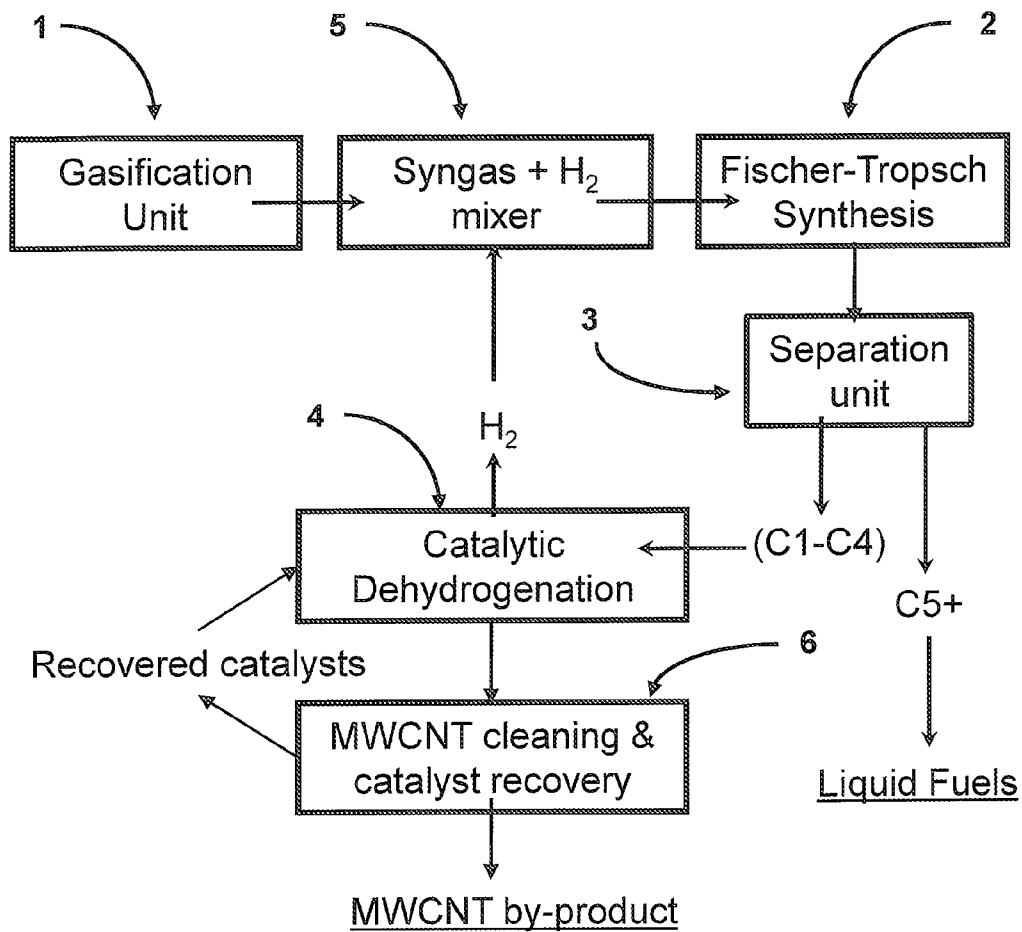 1
5
2
Gasification
Unit
Syngas + H₂
mixer
Fischer-Tropsch
Synthesis
3
Separation
unit
4
H₂
Catalytic
Dehydrogenation
(C1-C4)
C5+
Recovered catalysts
6
MWCNT cleaning &
catalyst recovery
Liquid Fuels
MWCNT by-product